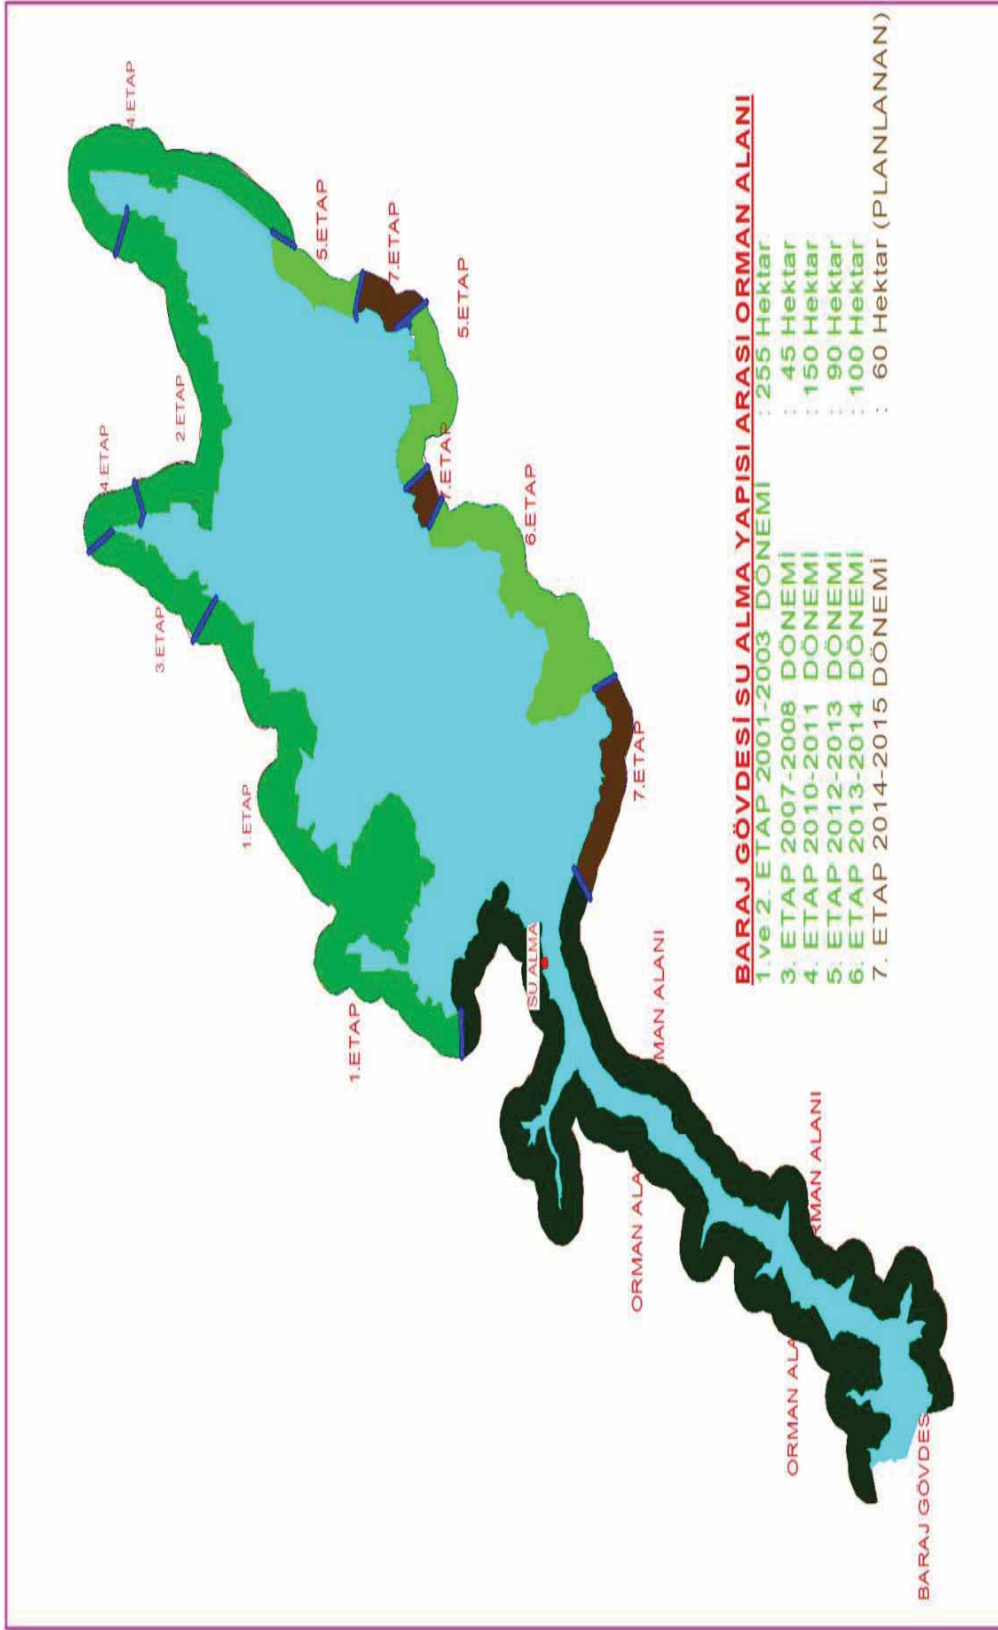 4.ETAP
4.ETAP
2.ETAP
5.ETAP
7.ETAP
5.ETAP
3.ETAP
7.ETAP
6.ETAP
1.ETAP
7.ETAP
1.ETAP
SU ALMA
MAN ALANI
ORMAN ALA
RMAN ALANI
ORMAN ALA
BARAJ GÖVDES
BARAJ GÖVDESİ SU ALMA YAPISI ARASI ORMAN ALANI
1.ve 2. ETAP 2001-2003 DÖNEMİ : 255 Hektar
3. ETAP 2007-2008 DÖNEMİ : 45 Hektar
4. ETAP 2010-2011 DÖNEMİ : 150 Hektar
5. ETAP 2012-2013 DÖNEMİ : 90 Hektar
6. ETAP 2013-2014 DÖNEMİ : 100 Hektar
7. ETAP 2014-2015 DÖNEMİ : 60 Hektar (PLANLANAN)